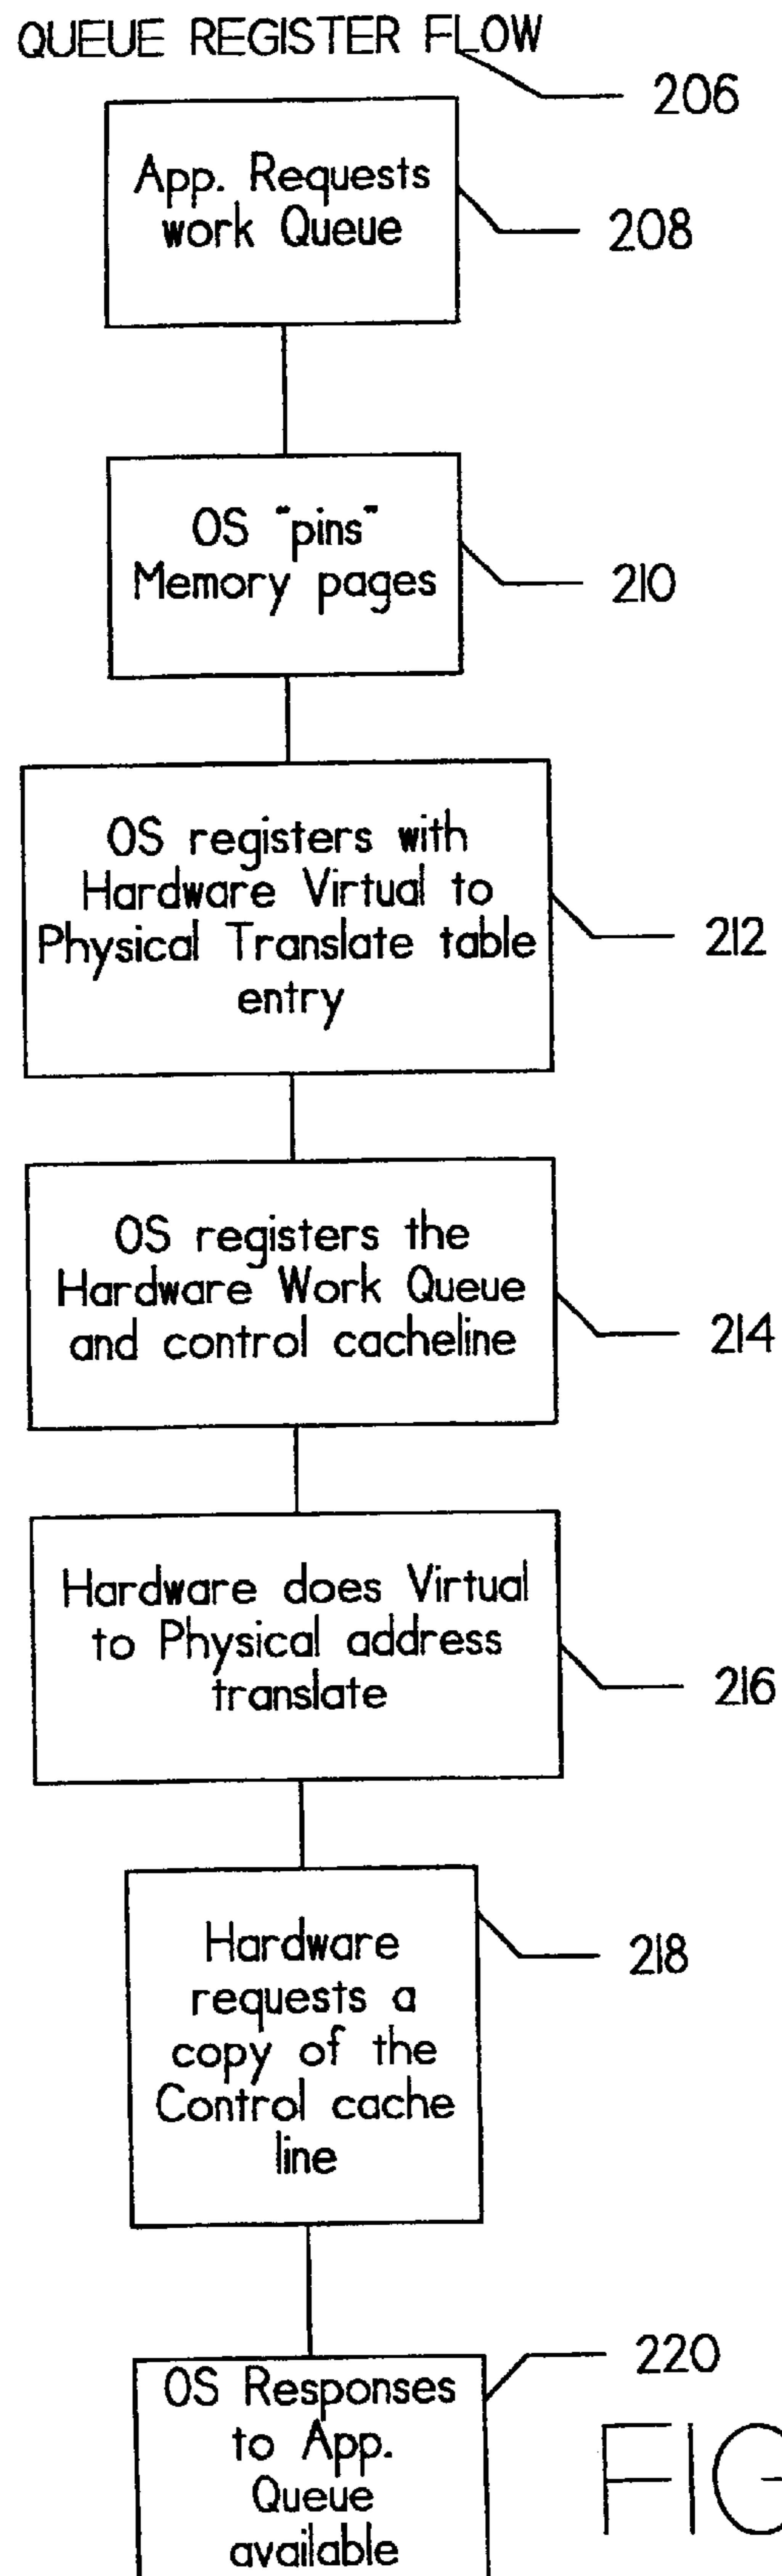 QUEUE REGISTER FLOW
206
App. Requests
work Queue
208
OS "pins"
Memory pages
210
OS registers with
Hardware Virtual to
Physical Translate table
entry
212
OS registers the
Hardware Work Queue
and control cacheline
214
Hardware does Virtual
to Physical address
translate
216
Hardware
requests a
copy of the
Control cache
line
218
OS Responses
to App.
Queue
available
220
FIG